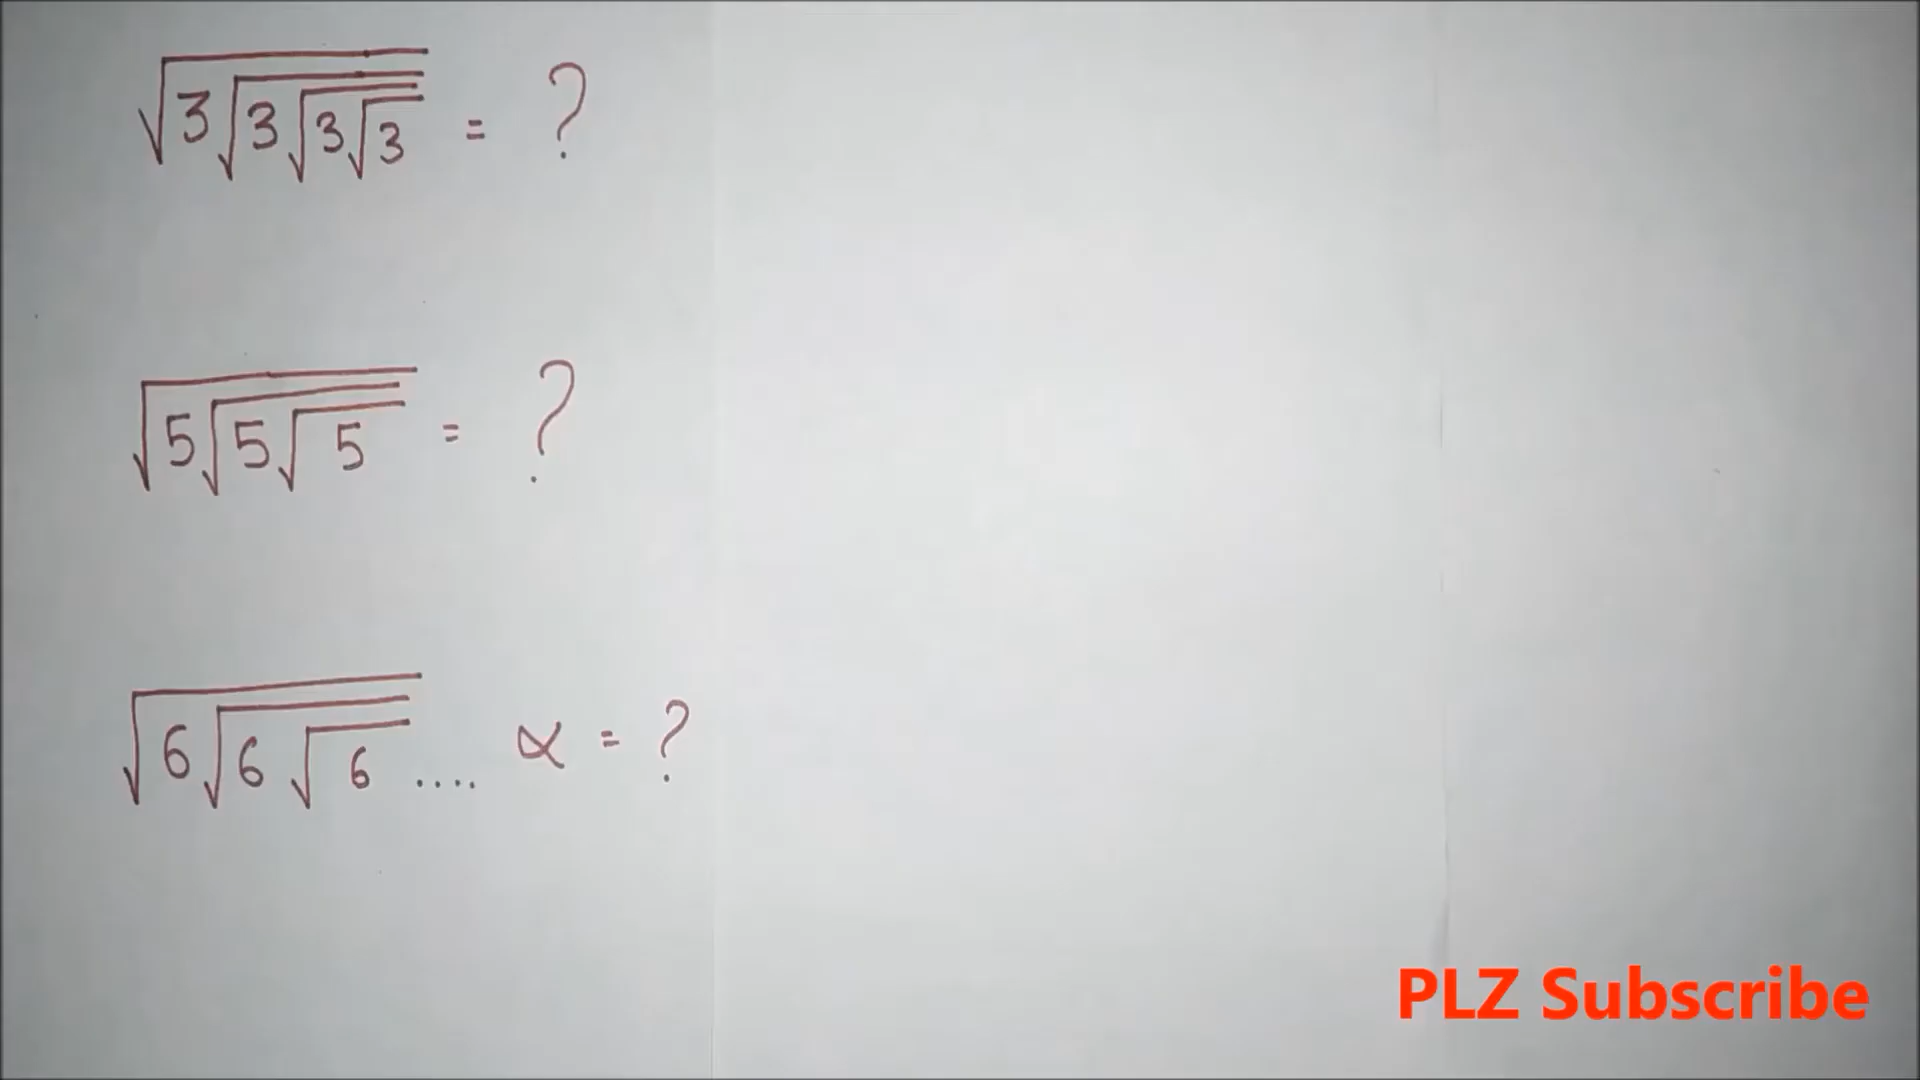 √3√3√3√3 = ?
√5√5√5 = ?
√6√6√6 .... α = ?
PLZ Subscribe